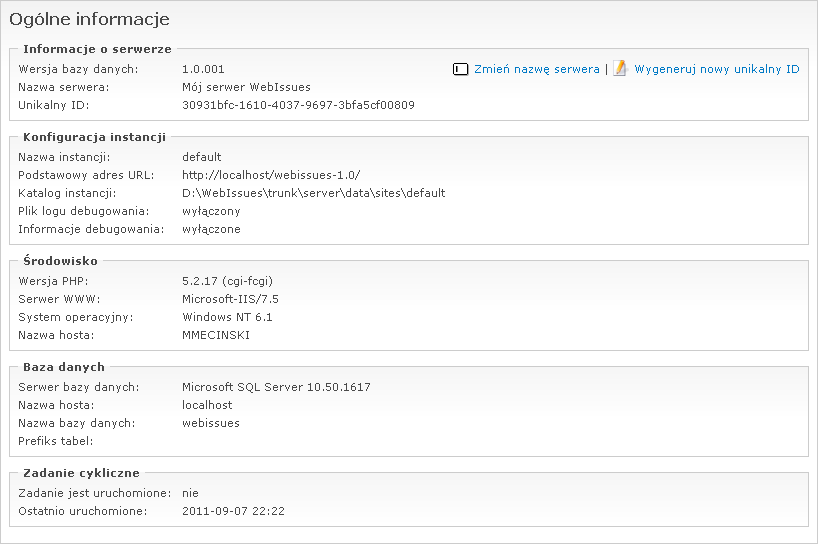 Ogólne informacje
Informacje o serwerze
Wersja bazy danych: 1.0.001 Zmień nazwę serwera | Wygeneruj nowy unikalny ID
Nazwa serwera: Mój serwer WebIssues
Unikalny ID: 30931bfc-1610-4037-9697-3bfa5cf00809
Konfiguracja instancji
Nazwa instancji: default
Podstawowy adres URL: http://localhost/webissues-1.0/
Katalog instancji: D:\WebIssues\trunk\server\data\sites\default
Plik logu debugowania: wyłączony
Informacje debugowania: wyłączone
Środowisko
Wersja PHP: 5.2.17 (cgi-fcgi)
Serwer WWW: Microsoft-IIS/7.5
System operacyjny: Windows NT 6.1
Nazwa hosta: MMECINSKI
Baza danych
Serwer bazy danych: Microsoft SQL Server 10.50.1617
Nazwa hosta: localhost
Nazwa bazy danych: webissues
Prefiks tabel:
Zadanie cykliczne
Zadanie jest uruchomione: nie
Ostatnio uruchomione: 2011-09-07 22:22